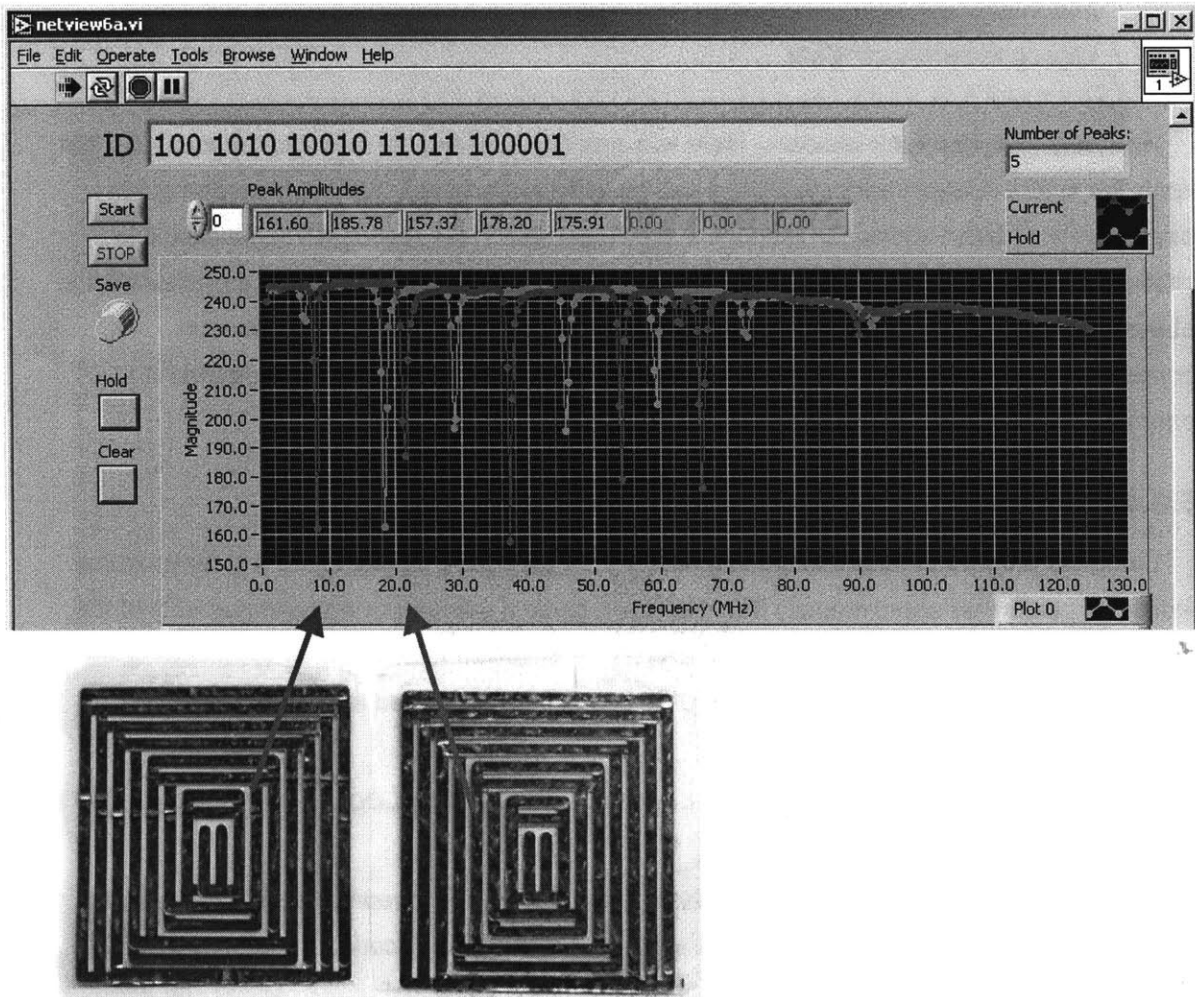 netview6a.vi
File Edit Operate Tools Browse Window Help
1
ID 100 1010 10010 11011 100001
Number of Peaks:
5
Start
Peak Amplitudes
0 161.60 185.78 157.37 178.20 175.91 0.00 0.00 0.00
Current
Hold
STOP
Save
Hold
Clear
Magnitude
250.0
240.0
230.0
220.0
210.0
200.0
190.0
180.0
170.0
160.0
150.0
0.0 10.0 20.0 30.0 40.0 50.0 60.0 70.0 80.0 90.0 100.0 110.0 120.0 130.0
Frequency (MHz)
Plot 0